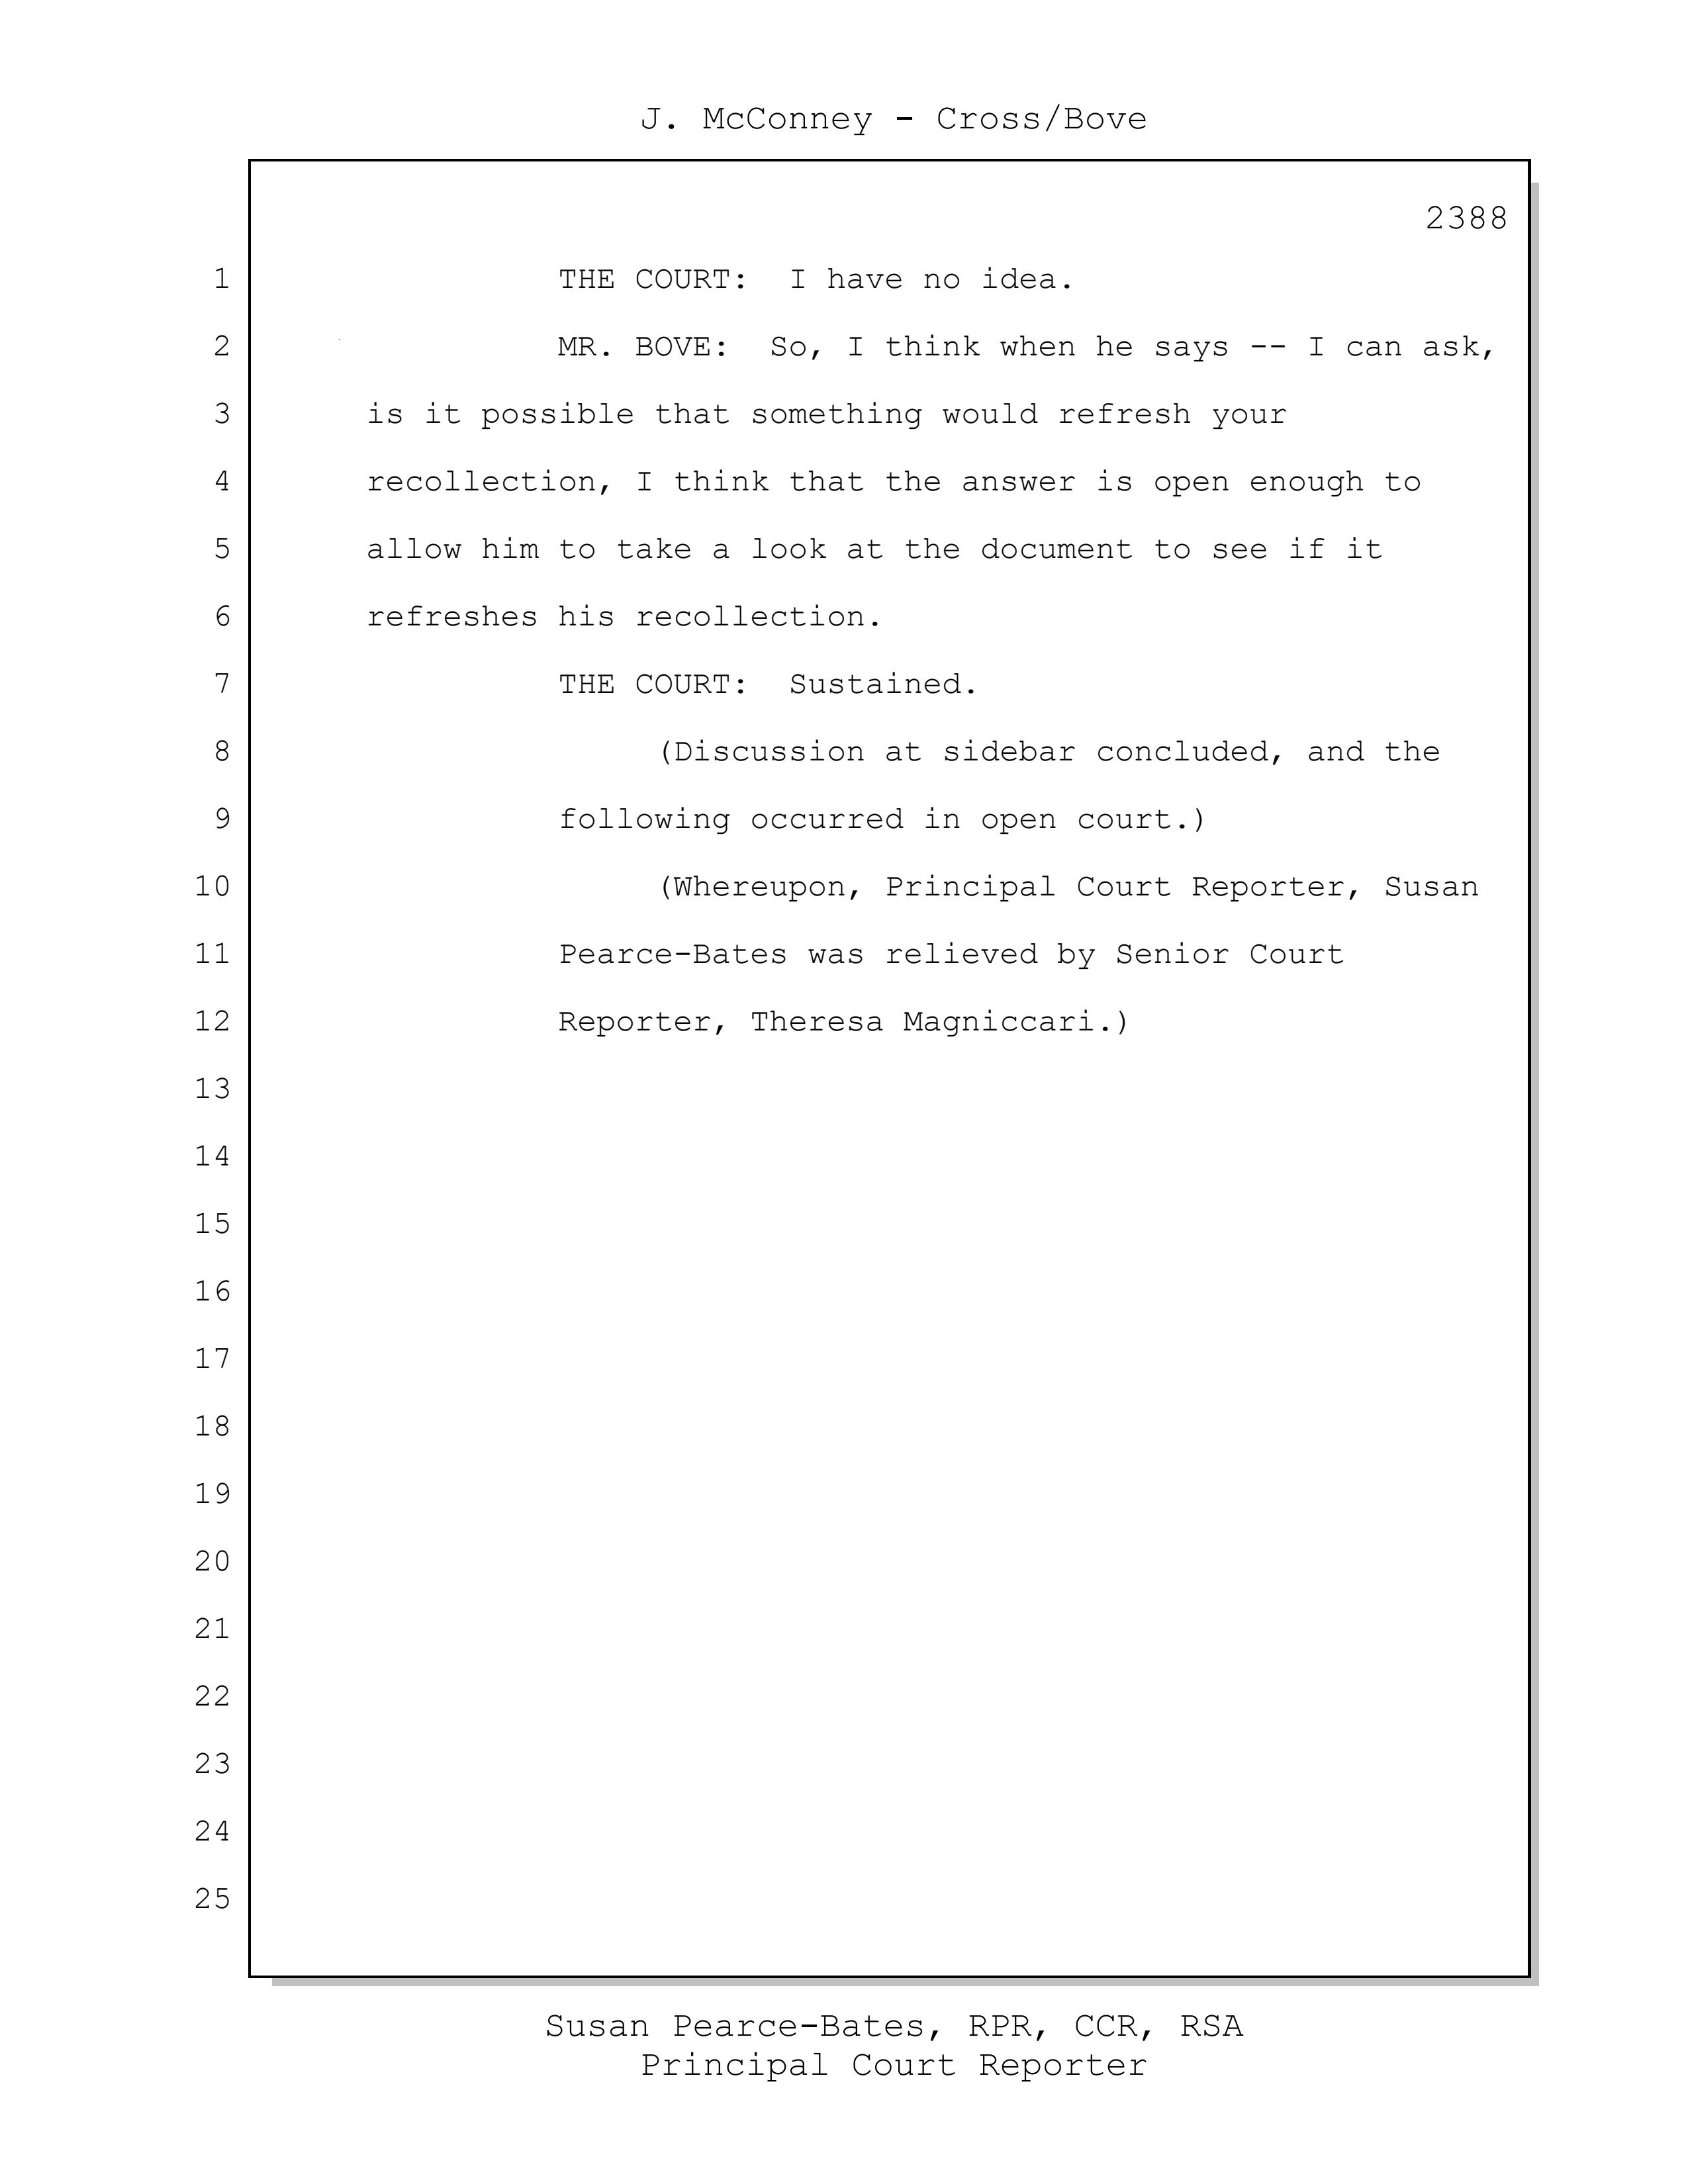 J. McConney - Cross/Bove
2388
1 THE COURT: I have no idea.
2 MR. BOVE: So, I think when he says -- I can ask,
3 is it possible that something would refresh your
4 recollection, I think that the answer is open enough to
5 allow him to take a look at the document to see if it
6 refreshes his recollection.
7 THE COURT: Sustained.
8 (Discussion at sidebar concluded, and the
9 following occurred in open court.)
10 (Whereupon, Principal Court Reporter, Susan
11 Pearce-Bates was relieved by Senior Court
12 Reporter, Theresa Magniccari.)
13
14
15
16
17
18
19
20
21
22
23
24
25
Susan Pearce-Bates, RPR, CCR, RSA
Principal Court Reporter